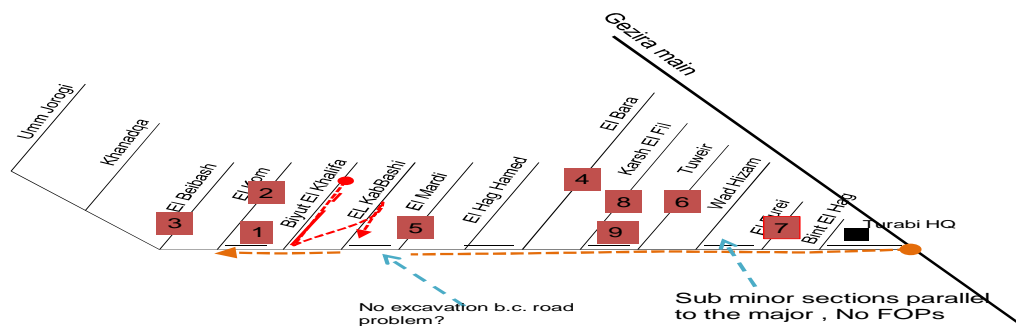 Gezira main
Umm Jorogi
Khanadqa
El Beibash
El Kom
Biyut El Khalifa
EL KabBashi
El Mardi
El Hag Hamed
El Bara
Karsh El Fil
Tuweir
Wad Hizam
Bint El Hag
Turabi HQ
3
2
1
5
4
8
9
6
7
No excavation b.c. road
problem?
Sub minor sections parallel
to the major , No FOPs